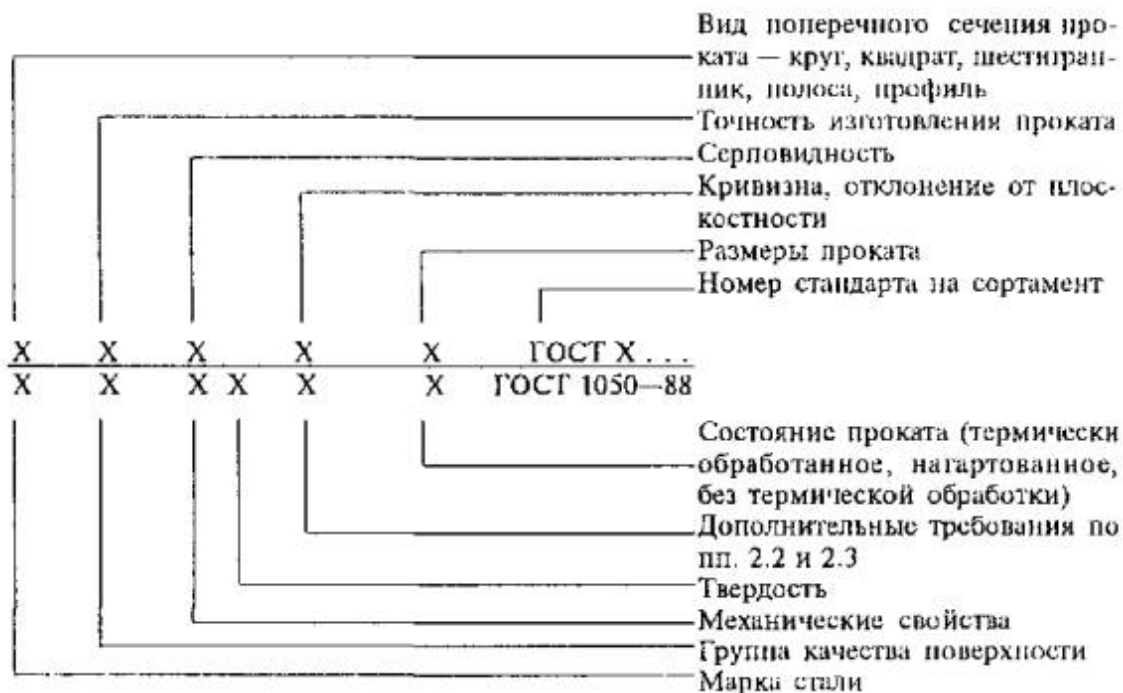 Вид поперечного сечения про-
ката — круг, квадрат, шестигран-
ник, полоса, профиль
Точность изготовления проката
Серповидность
Кривизна, отклонение от плос-
костности
Размеры проката
Номер стандарта на сортамент
X X X X X ГОСТ X . . .
X X X X X X ГОСТ 1050—88
Состояние проката (термически
обработанное, нагартованное,
без термической обработки)
Дополнительные требования по
пп. 2.2 и 2.3
Твердость
Механические свойства
Группа качества поверхности
Марка стали